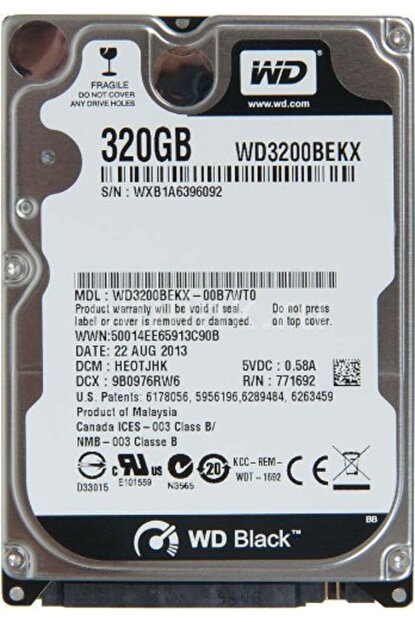 FRAGILE
DO NOT COVER
ANY DRIVE HOLES
WD
www.wd.com
320GB WD3200BEKX
S/N : WXB1A6396092
MDL : WD3200BEKX-00B7WT0
Product warranty will be void if seal, label or cover is removed or damaged.
Do not press on top cover.
WWN:50014EE65913C90B
DATE: 22 AUG 2013
DCM : HEOTJHK 5VDC : 0.58A
DCX : 9B0976RW6 R/N : 771692
U.S. Patents: 6178056, 5956196,6289484, 6263459
Product of Malaysia
Canada ICES-003 Class B/
NMB-003 Classe B
D33015
c UL US
E101559
N3565
20
KCC-REM-
WDT-1692
CE
BB
WD Black™